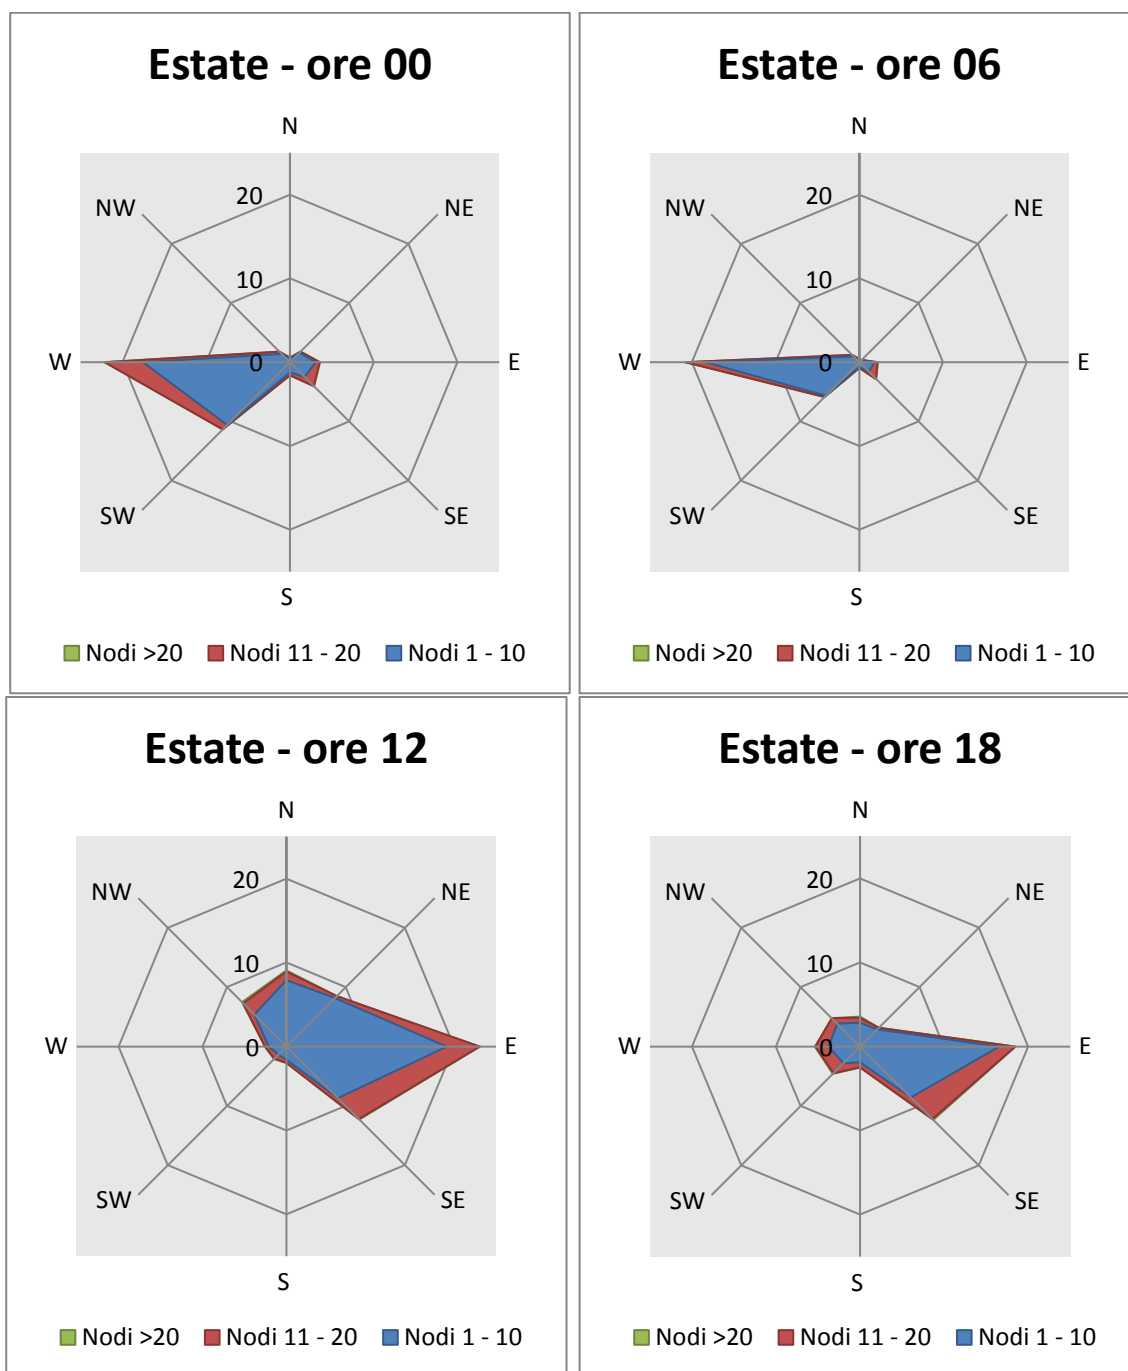 Estate - ore 00
N
NW
20
NE
10
W
0
E
SW
SE
S
Nodi >20 Nodi 11 - 20 Nodi 1 - 10
Estate - ore 06
N
NW
20
NE
10
W
0
E
SW
SE
S
Nodi >20 Nodi 11 - 20 Nodi 1 - 10
Estate - ore 12
N
NW
20
NE
10
W
0
E
SW
SE
S
Nodi >20 Nodi 11 - 20 Nodi 1 - 10
Estate - ore 18
N
NW
20
NE
10
W
0
E
SW
SE
S
Nodi >20 Nodi 11 - 20 Nodi 1 - 10